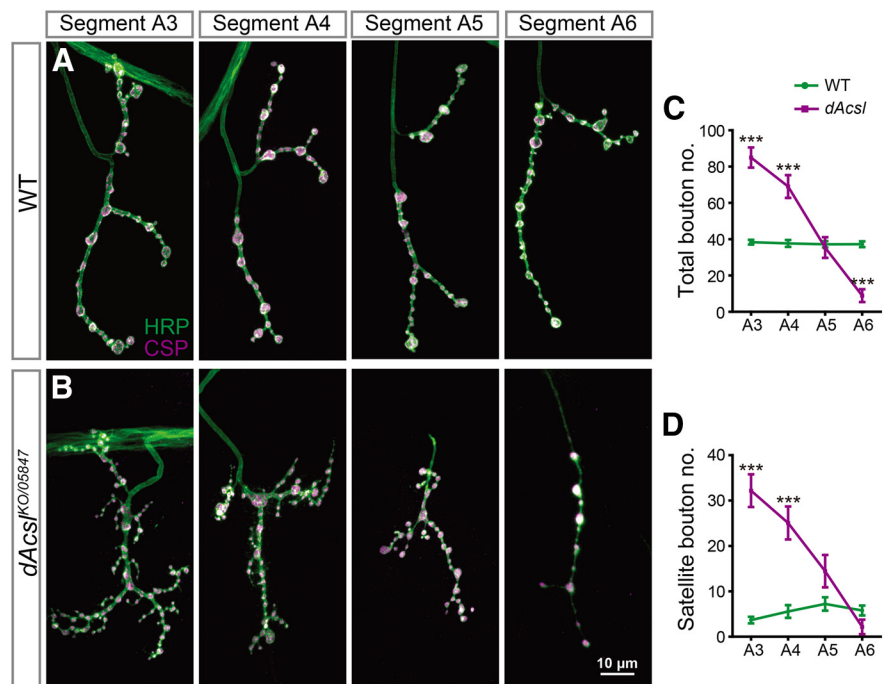 Segment A3 Segment A4 Segment A5 Segment A6
A
WT
HRP
CSP
B
dAcsl^KO/05847
10 µm
WT
dAcsl
C
Total bouton no.
100
80
60
40
20
0
***
***
***
A3 A4 A5 A6
D
Satellite bouton no.
40
30
20
10
0
***
***
A3 A4 A5 A6